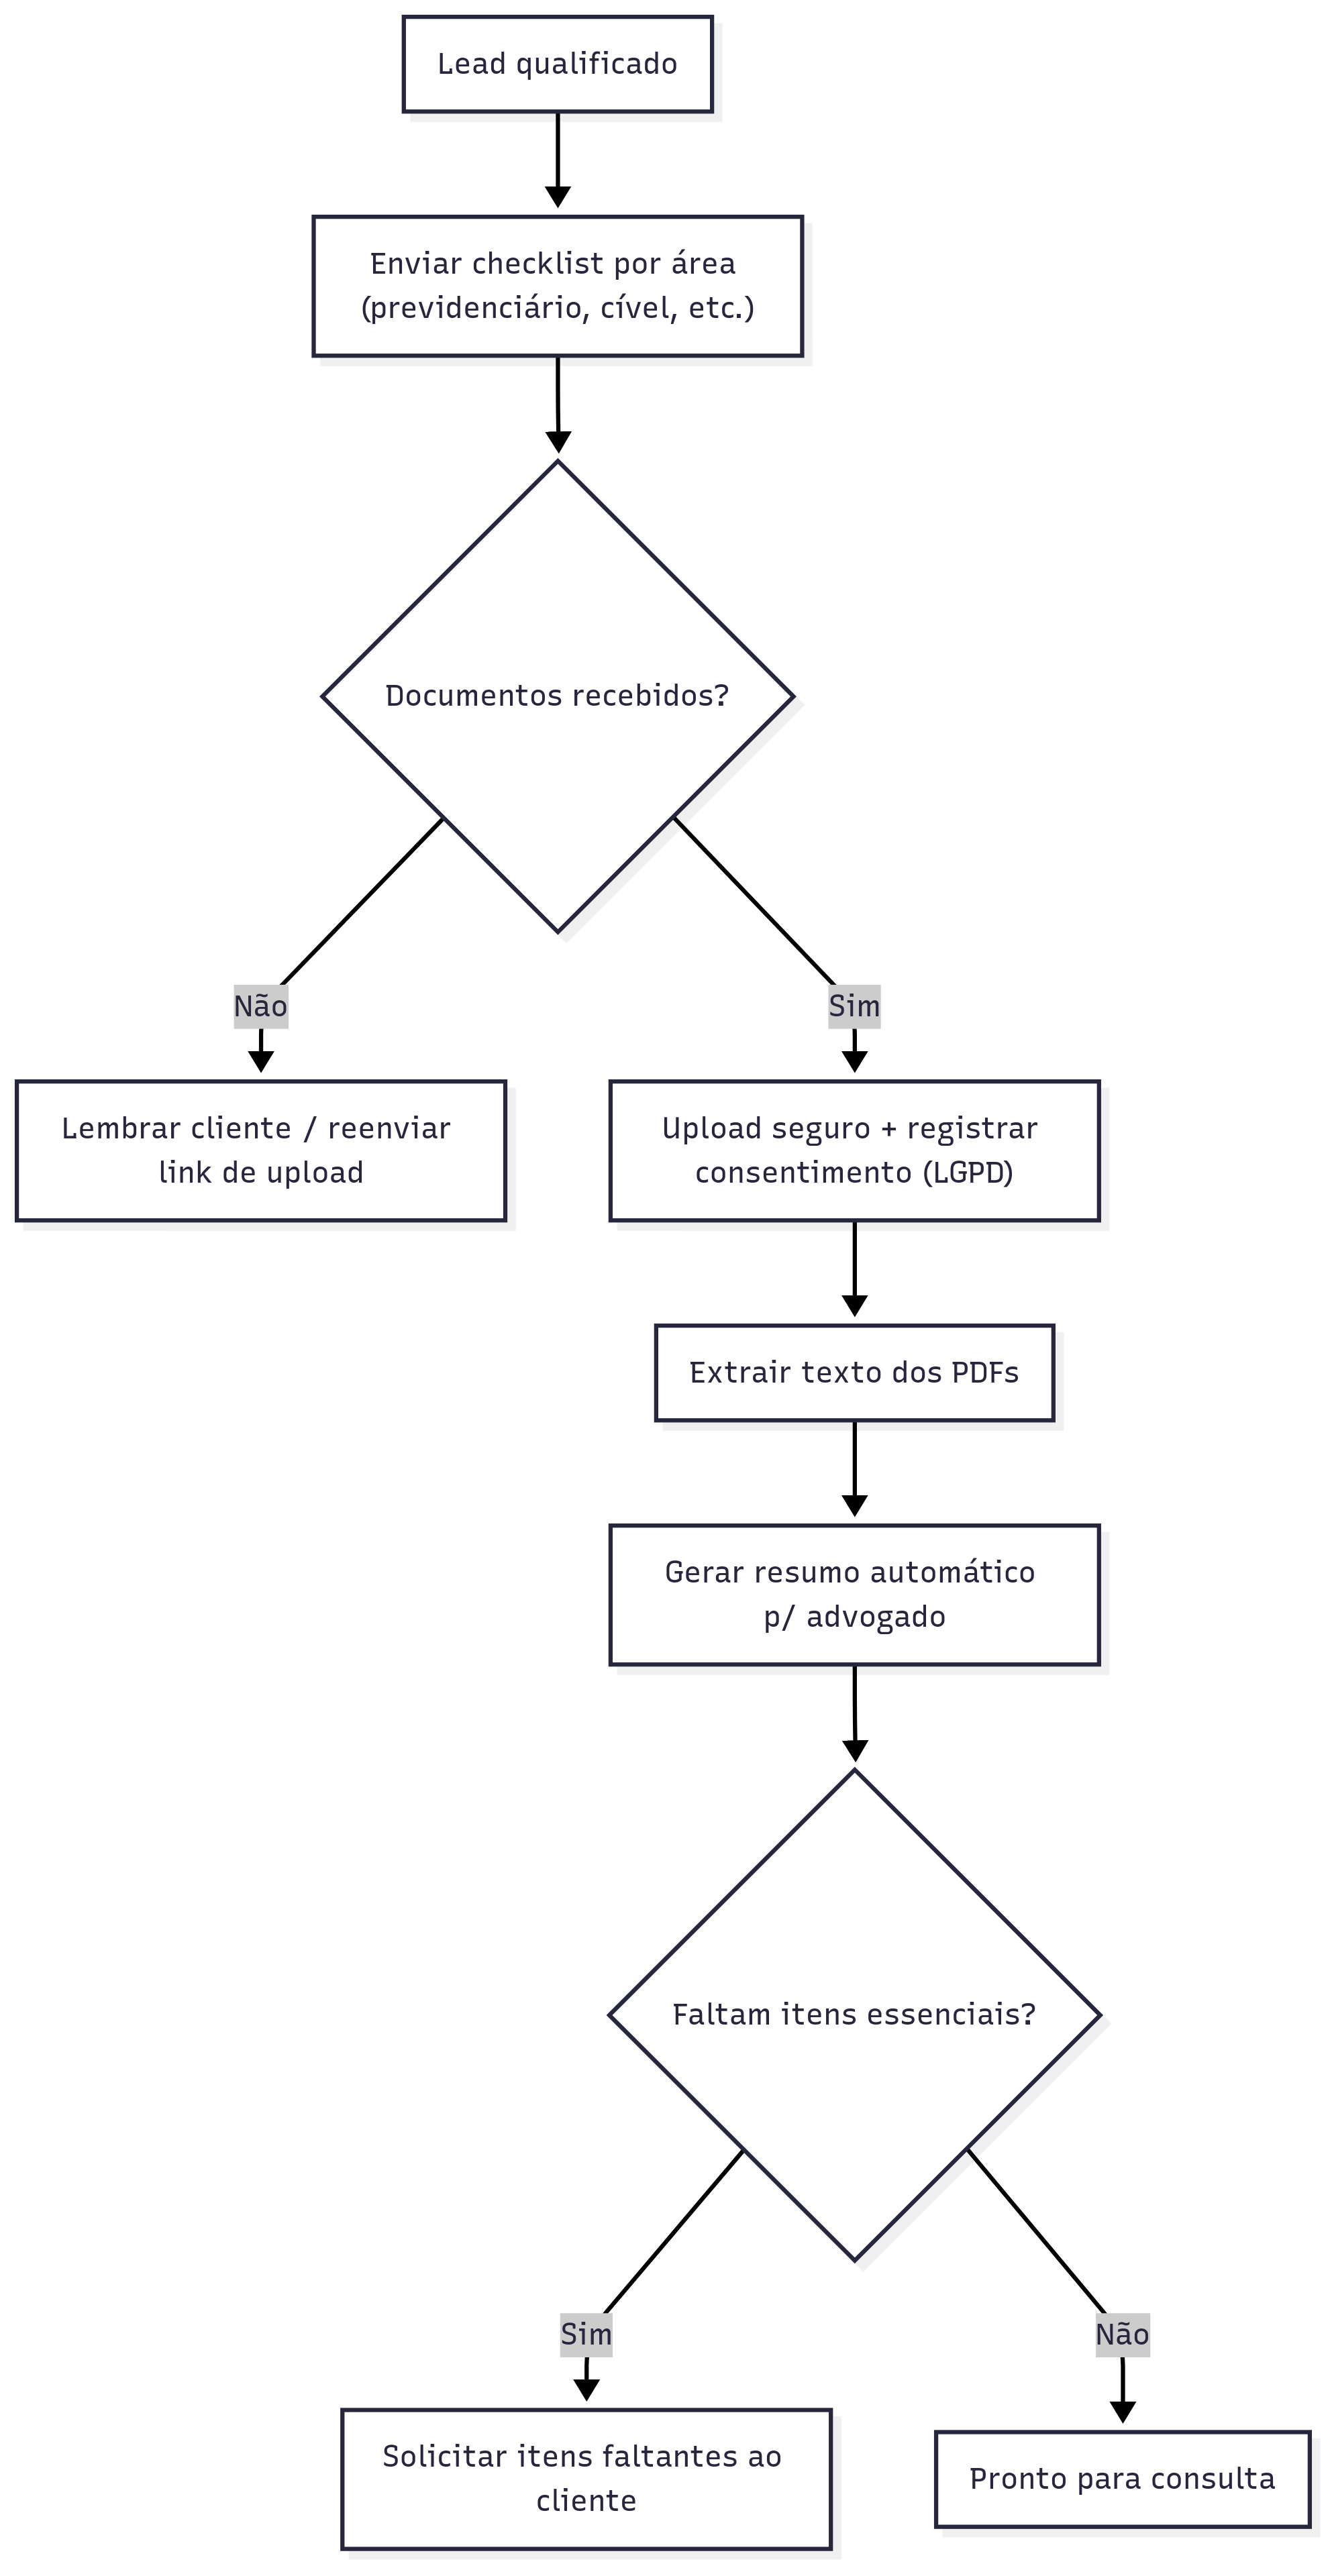 Lead qualificado
Enviar checklist por área
(previdenciário, cível, etc.)
Documentos recebidos?
Não
Sim
Lembrar cliente / reenviar
link de upload
Upload seguro + registrar
consentimento (LGPD)
Extrair texto dos PDFs
Gerar resumo automático
p/ advogado
Faltam itens essenciais?
Sim
Não
Solicitar itens faltantes ao
cliente
Pronto para consulta